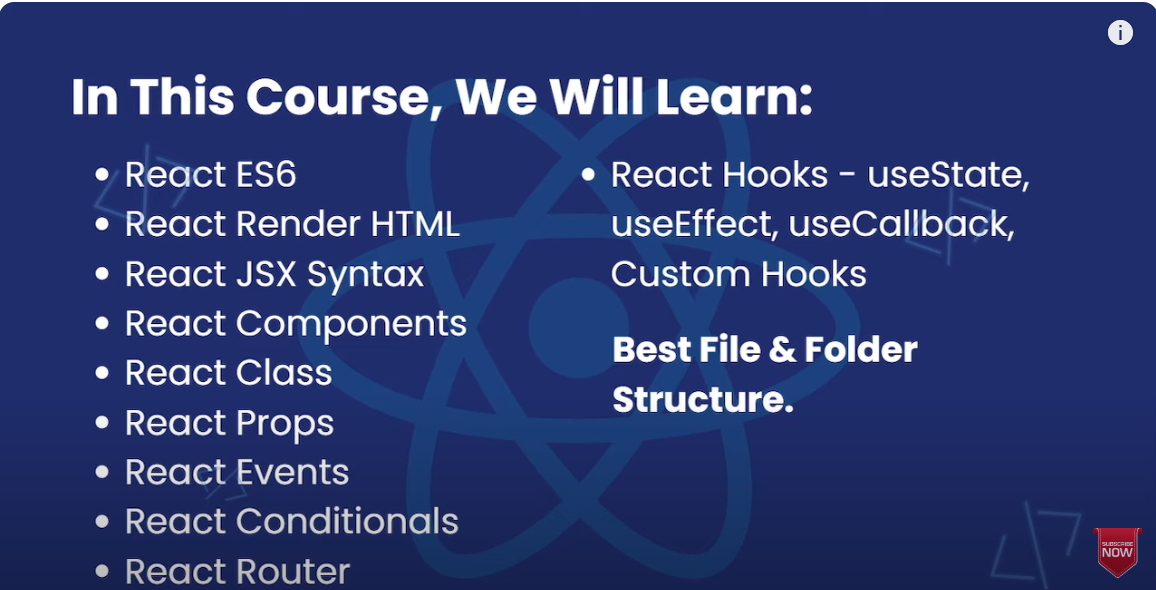 In This Course, We Will Learn:
React ES6
React Render HTML
React JSX Syntax
React Components
React Class
React Props
React Events
React Conditionals
React Router
React Hooks - useState,
useEffect, useCallback,
Custom Hooks
Best File & Folder
Structure.
SUBSCRIBE
NOW